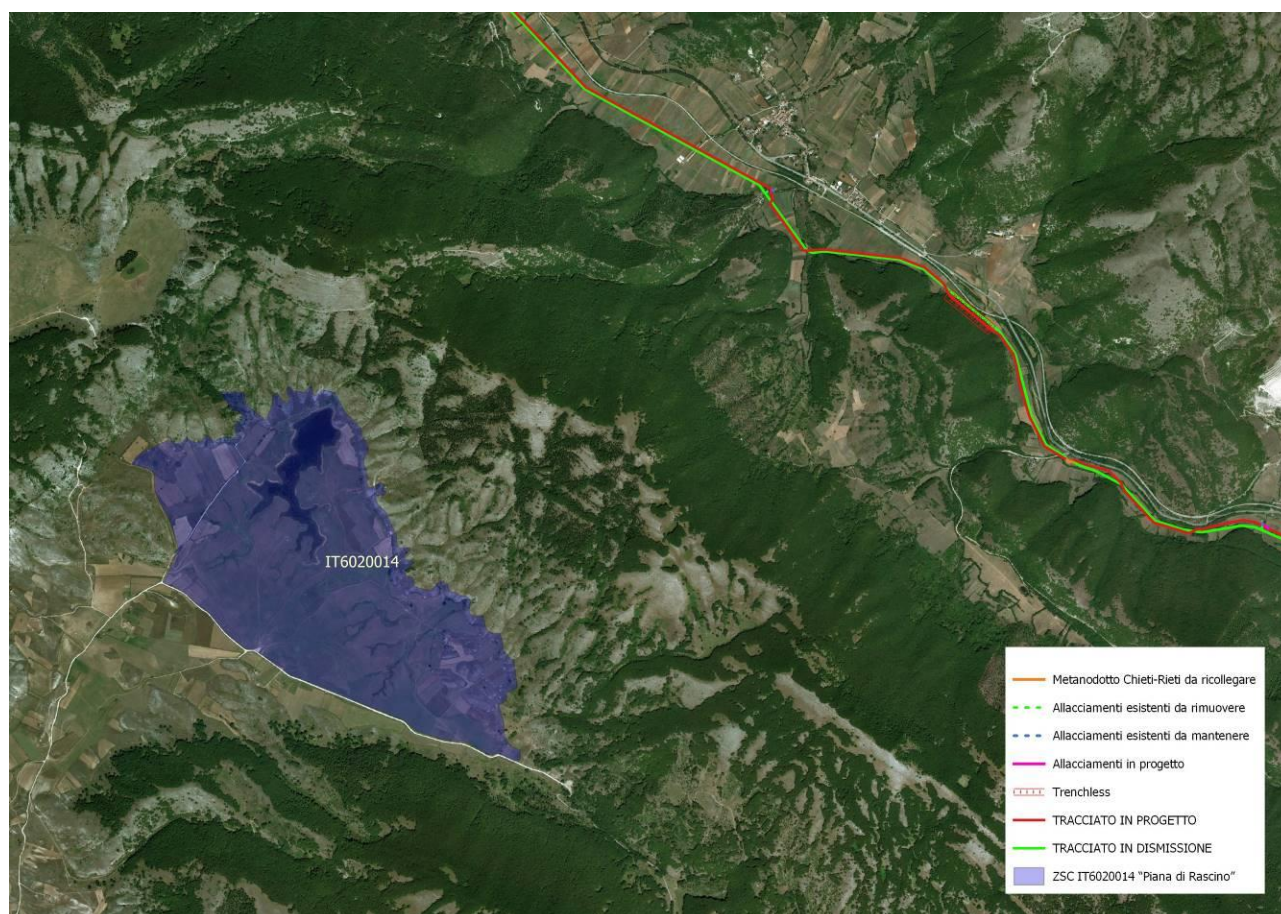 IT6020014
Metanodotto Chieti-Rieti da ricollegare
Allacciamenti esistenti da rimuovere
Allacciamenti esistenti da mantenere
Allacciamenti in progetto
Trenchless
TRACCIATO IN PROGETTO
TRACCIATO IN DISMISSIONE
ZSC IT6020014 "Piana di Rascino"